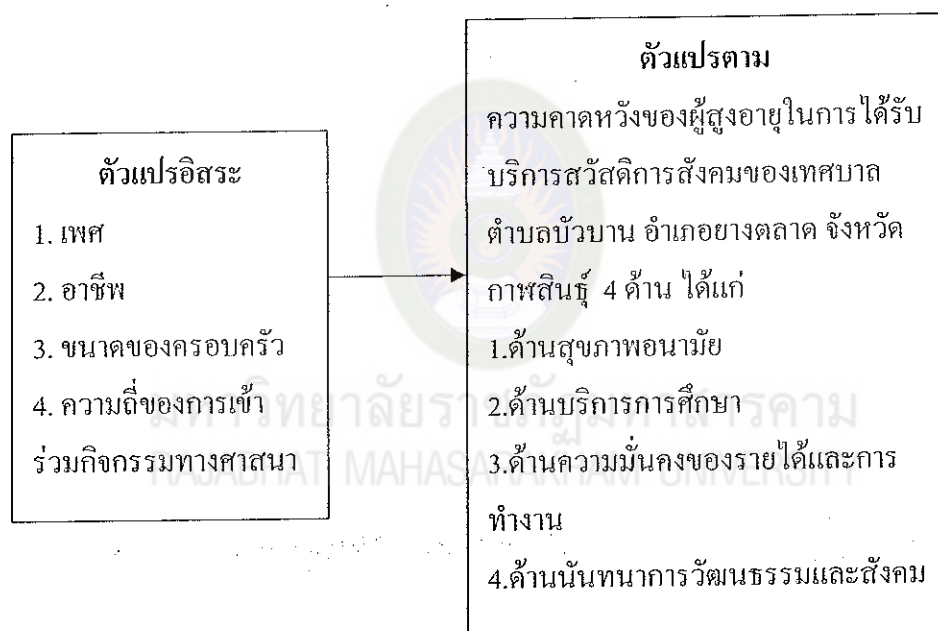 ตัวแปรอิสระ
1. เพศ
2. อาชีพ
3. ขนาดของครอบครัว
4. ความถี่ของการเข้า
ร่วมกิจกรรมทางศาสนา
ตัวแปรตาม
ความคาดหวังของผู้สูงอายุในการได้รับ
บริการสวัสดิการสังคมของเทศบาล
ตำบลบัวบาน อำเภอยางตลาด จังหวัด
กาฬสินธุ์ 4 ด้าน ได้แก่
1.ด้านสุขภาพอนามัย
2.ด้านบริการการศึกษา
3.ด้านความมั่นคงของรายได้และการ
ทำงาน
4.ด้านนันทนาการวัฒนธรรมและสังคม
มหาวิทยาลัยราชภัฏมหาสารคาม
RAJABHAT MAHASARAKHAM UNIVERSITY